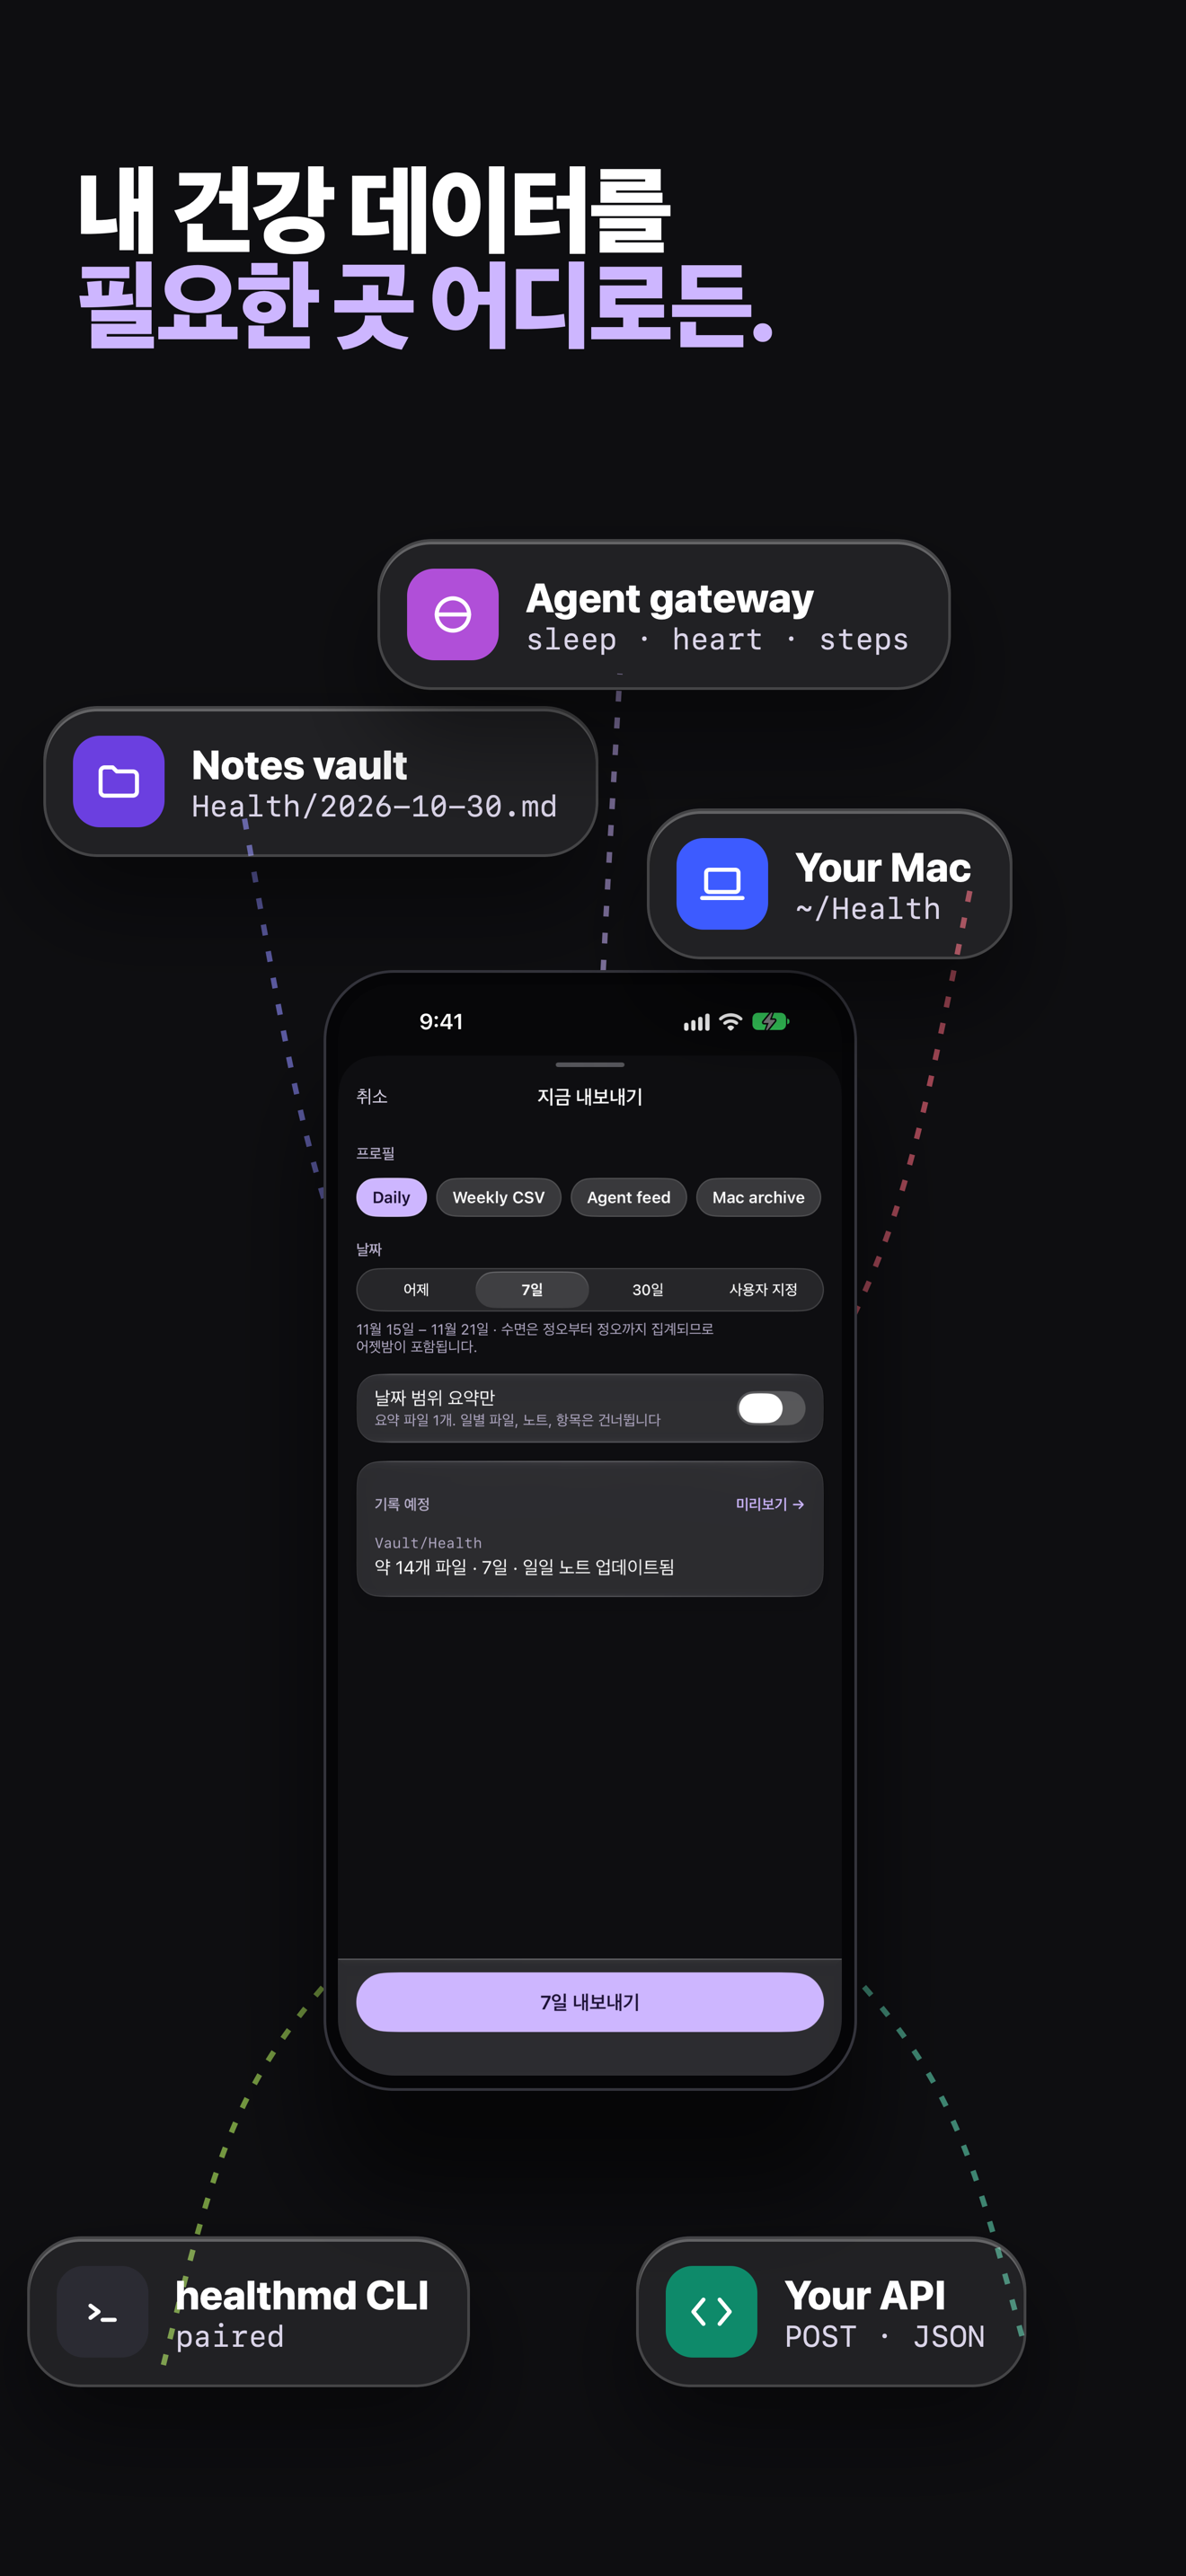 내 건강 데이터를
필요한 곳 어디로든.
Agent gateway
sleep · heart · steps
Notes vault
Health/2026-10-30.md
Your Mac
~/Health
9:41
취소
지금 내보내기
프로필
Daily
Weekly CSV
Agent feed
Mac archive
날짜
어제
7일
30일
사용자 지정
11월 15일 – 11월 21일 · 수면은 정오부터 정오까지 집계되므로
어젯밤이 포함됩니다.
날짜 범위 요약만
요약 파일 1개. 일별 파일, 노트, 항목은 건너뜁니다
기록 예정
미리보기 →
Vault/Health
약 14개 파일 · 7일 · 일일 노트 업데이트됨
7일 내보내기
healthmd CLI
paired
Your API
POST · JSON